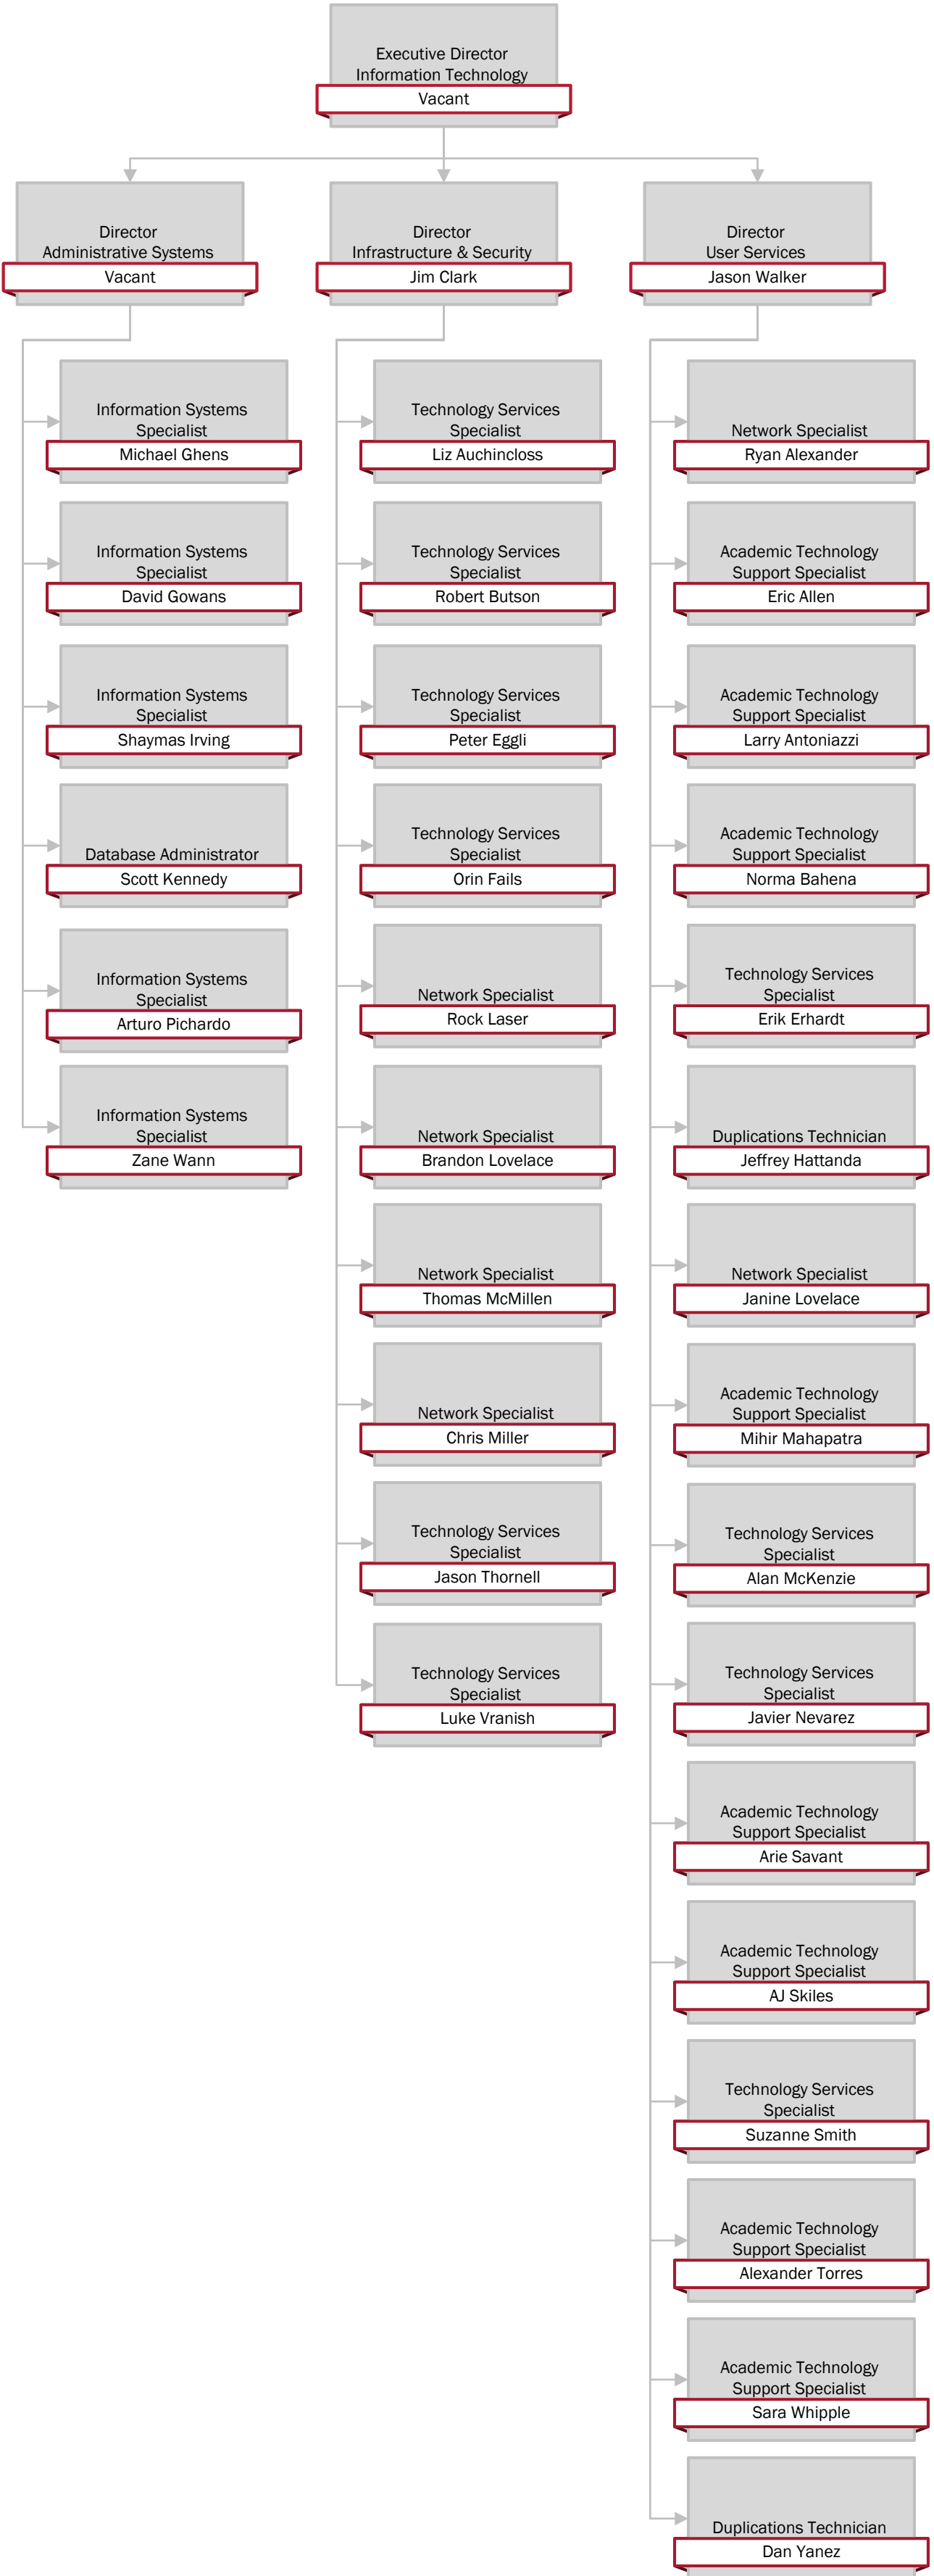 Executive Director
Information Technology
Vacant
Director
Administrative Systems
Vacant
Director
Infrastructure & Security
Jim Clark
Director
User Services
Jason Walker
Information Systems
Specialist
Michael Ghens
Information Systems
Specialist
David Gowans
Information Systems
Specialist
Shaymas Irving
Database Administrator
Scott Kennedy
Information Systems
Specialist
Arturo Pichardo
Information Systems
Specialist
Zane Wann
Technology Services
Specialist
Liz Auchincloss
Technology Services
Specialist
Robert Butson
Technology Services
Specialist
Peter Eggli
Technology Services
Specialist
Orin Fails
Network Specialist
Rock Laser
Network Specialist
Brandon Lovelace
Network Specialist
Thomas McMillen
Network Specialist
Chris Miller
Technology Services
Specialist
Jason Thornell
Technology Services
Specialist
Luke Vranish
Network Specialist
Ryan Alexander
Academic Technology
Support Specialist
Eric Allen
Academic Technology
Support Specialist
Larry Antoniazzi
Academic Technology
Support Specialist
Norma Bahena
Technology Services
Specialist
Erik Erhardt
Duplications Technician
Jeffrey Hattanda
Network Specialist
Janine Lovelace
Academic Technology
Support Specialist
Mihir Mahapatra
Technology Services
Specialist
Alan McKenzie
Technology Services
Specialist
Javier Nevarez
Academic Technology
Support Specialist
Arie Savant
Academic Technology
Support Specialist
AJ Skiles
Technology Services
Specialist
Suzanne Smith
Academic Technology
Support Specialist
Alexander Torres
Academic Technology
Support Specialist
Sara Whipple
Duplications Technician
Dan Yanez